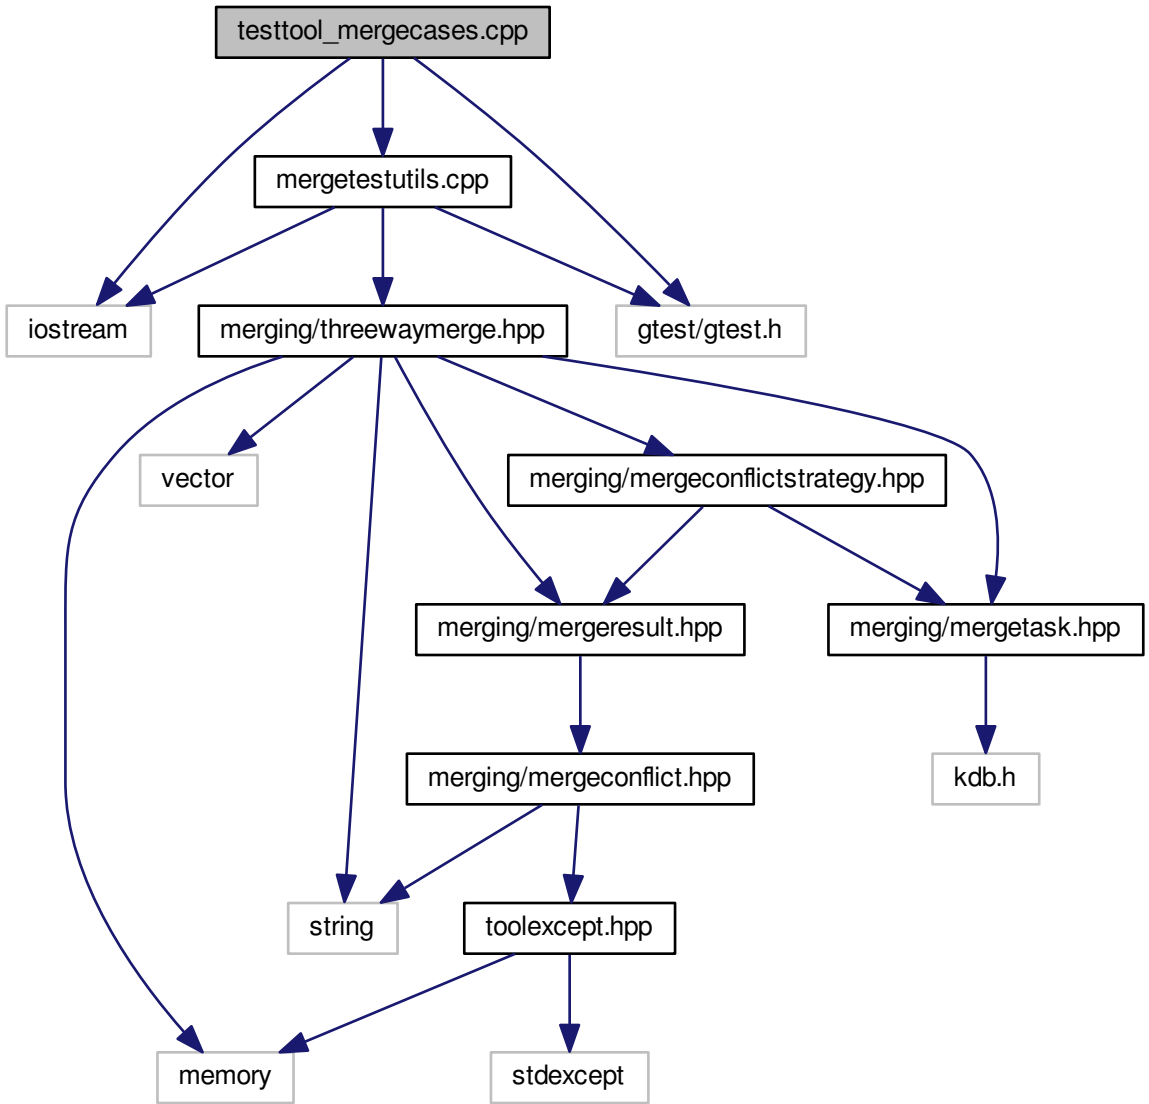 testtool_mergecases.cpp
mergetestutils.cpp
iostream
merging/threewaymerge.hpp
gtest/gtest.h
vector
merging/mergeconflictstrategy.hpp
merging/mergeresult.hpp
merging/mergetask.hpp
merging/mergeconflict.hpp
kdb.h
string
toolexcept.hpp
memory
stdexcept